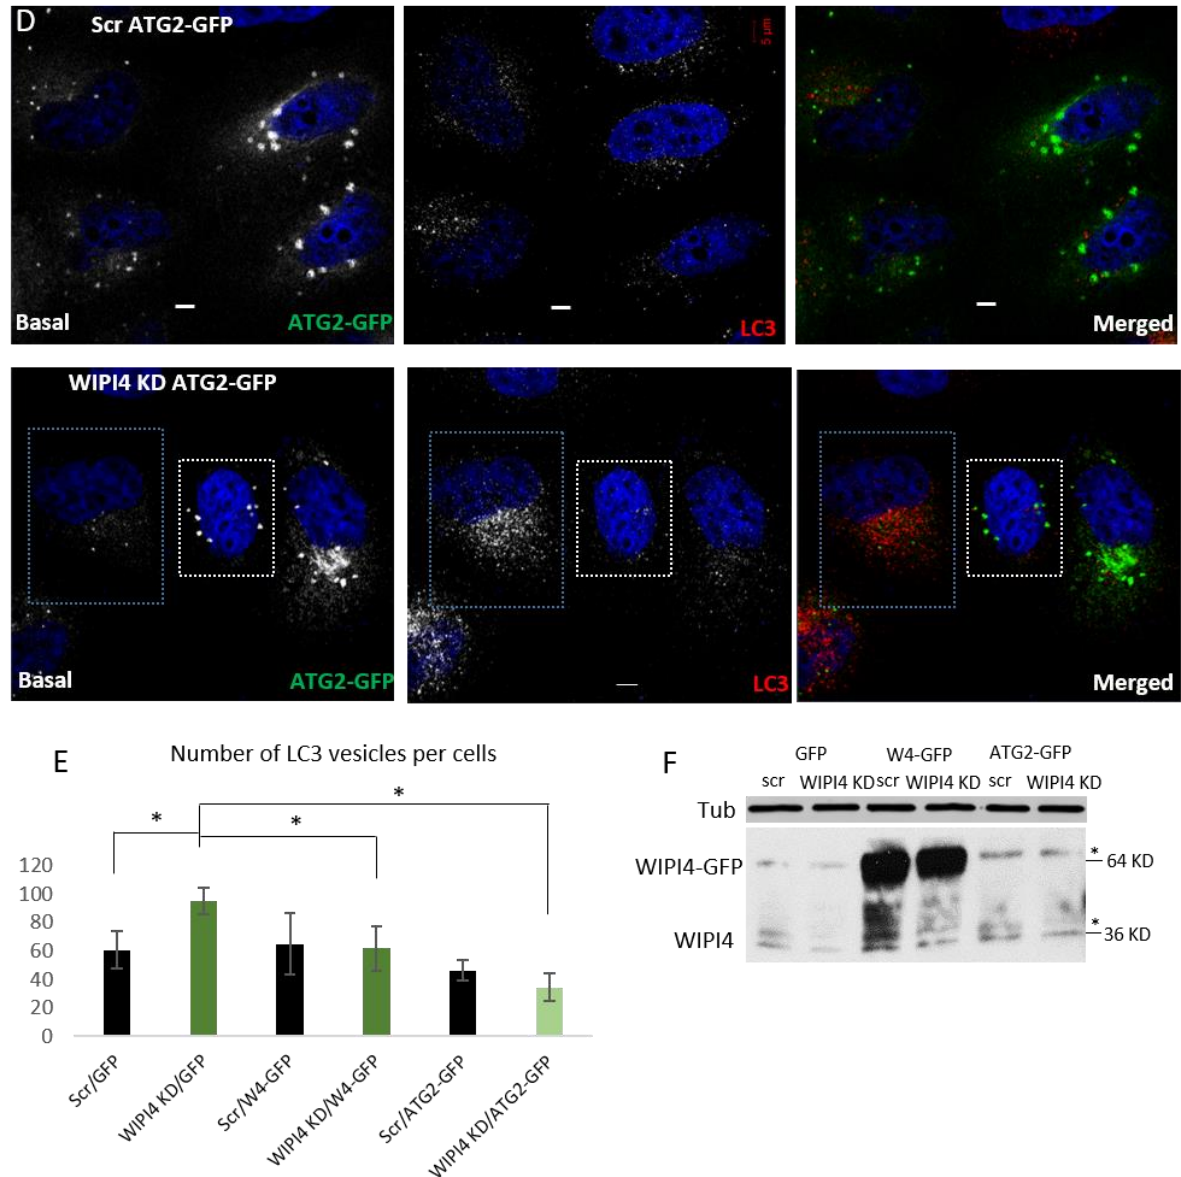 D
Scr ATG2-GFP
5 µm
Basal
ATG2-GFP
LC3
Merged
WIPI4 KD ATG2-GFP
Basal
ATG2-GFP
LC3
Merged
E
Number of LC3 vesicles per cells
*
*
*
120
100
80
60
40
20
0
Scr/GFP
WIPI4 KD/GFP
Scr/W4-GFP
WIPI4 KD/W4-GFP
Scr/ATG2-GFP
WIPI4 KD/ATG2-GFP
F
GFP W4-GFP ATG2-GFP
scr WIPI4 KD scr WIPI4 KD scr WIPI4 KD
Tub
WIPI4-GFP
* 64 KD
WIPI4
* 36 KD